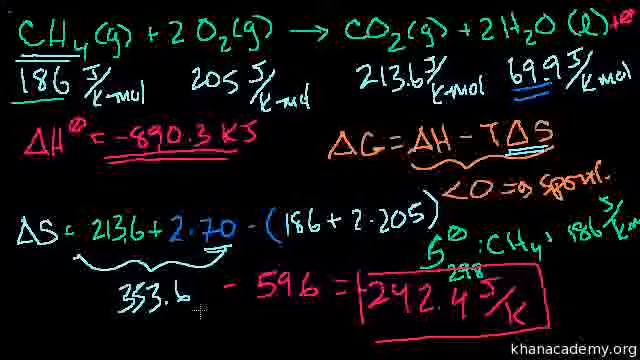 CH₄(g) + 2 O₂(g) → CO₂(g) + 2H₂O (l) +
186 J/K-mol 205 J/K-mol 213.6 J/K-mol 69.9 J/K-mol
ΔH° = -890.3 KJ ΔG = ΔH - TΔS
<0 => spont.
ΔS = 213.6 + 2·70 - (186 + 2·205)
S°298 : CH₄ = 186 J/K-m
353.6 - 596 = -242.4 J/K
khanacademy.org